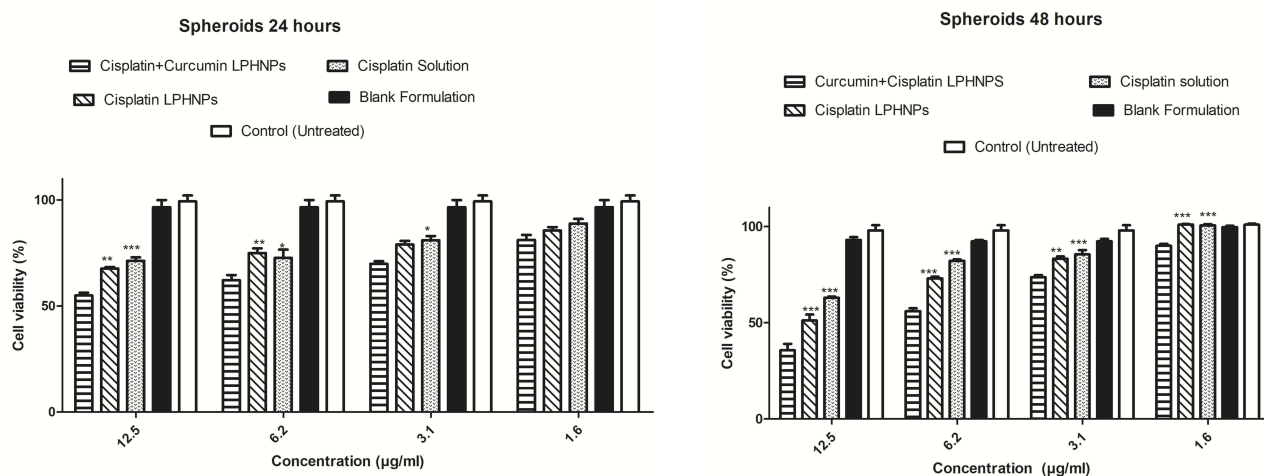 Spheroids 24 hours
Cisplatin+Curcumin LPHNPs
Cisplatin Solution
Cisplatin LPHNPs
Blank Formulation
Control (Untreated)
Cell viability (%)
100
50
0
**
***
**
*
*
12.5
6.2
3.1
1.6
Concentration (µg/ml)
Spheroids 48 hours
Curcumin+Cisplatin LPHNPS
Cisplatin solution
Cisplatin LPHNPs
Blank Formulation
Control (Untreated)
Cell viability (%)
100
50
0
***
***
***
***
**
***
***
***
12.5
6.2
3.1
1.6
Concentration (µg/ml)